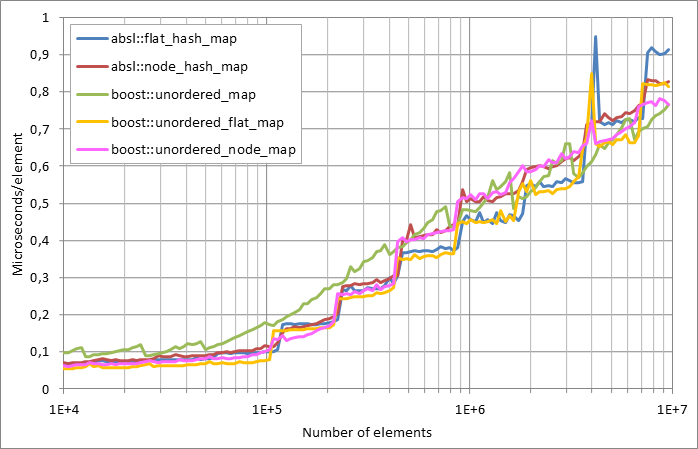 1
0,9
0,8
0,7
0,6
0,5
0,4
0,3
0,2
0,1
0
Microseconds/element
absl::flat_hash_map
absl::node_hash_map
boost::unordered_map
boost::unordered_flat_map
boost::unordered_node_map
1E+4 1E+5 1E+6 1E+7
Number of elements